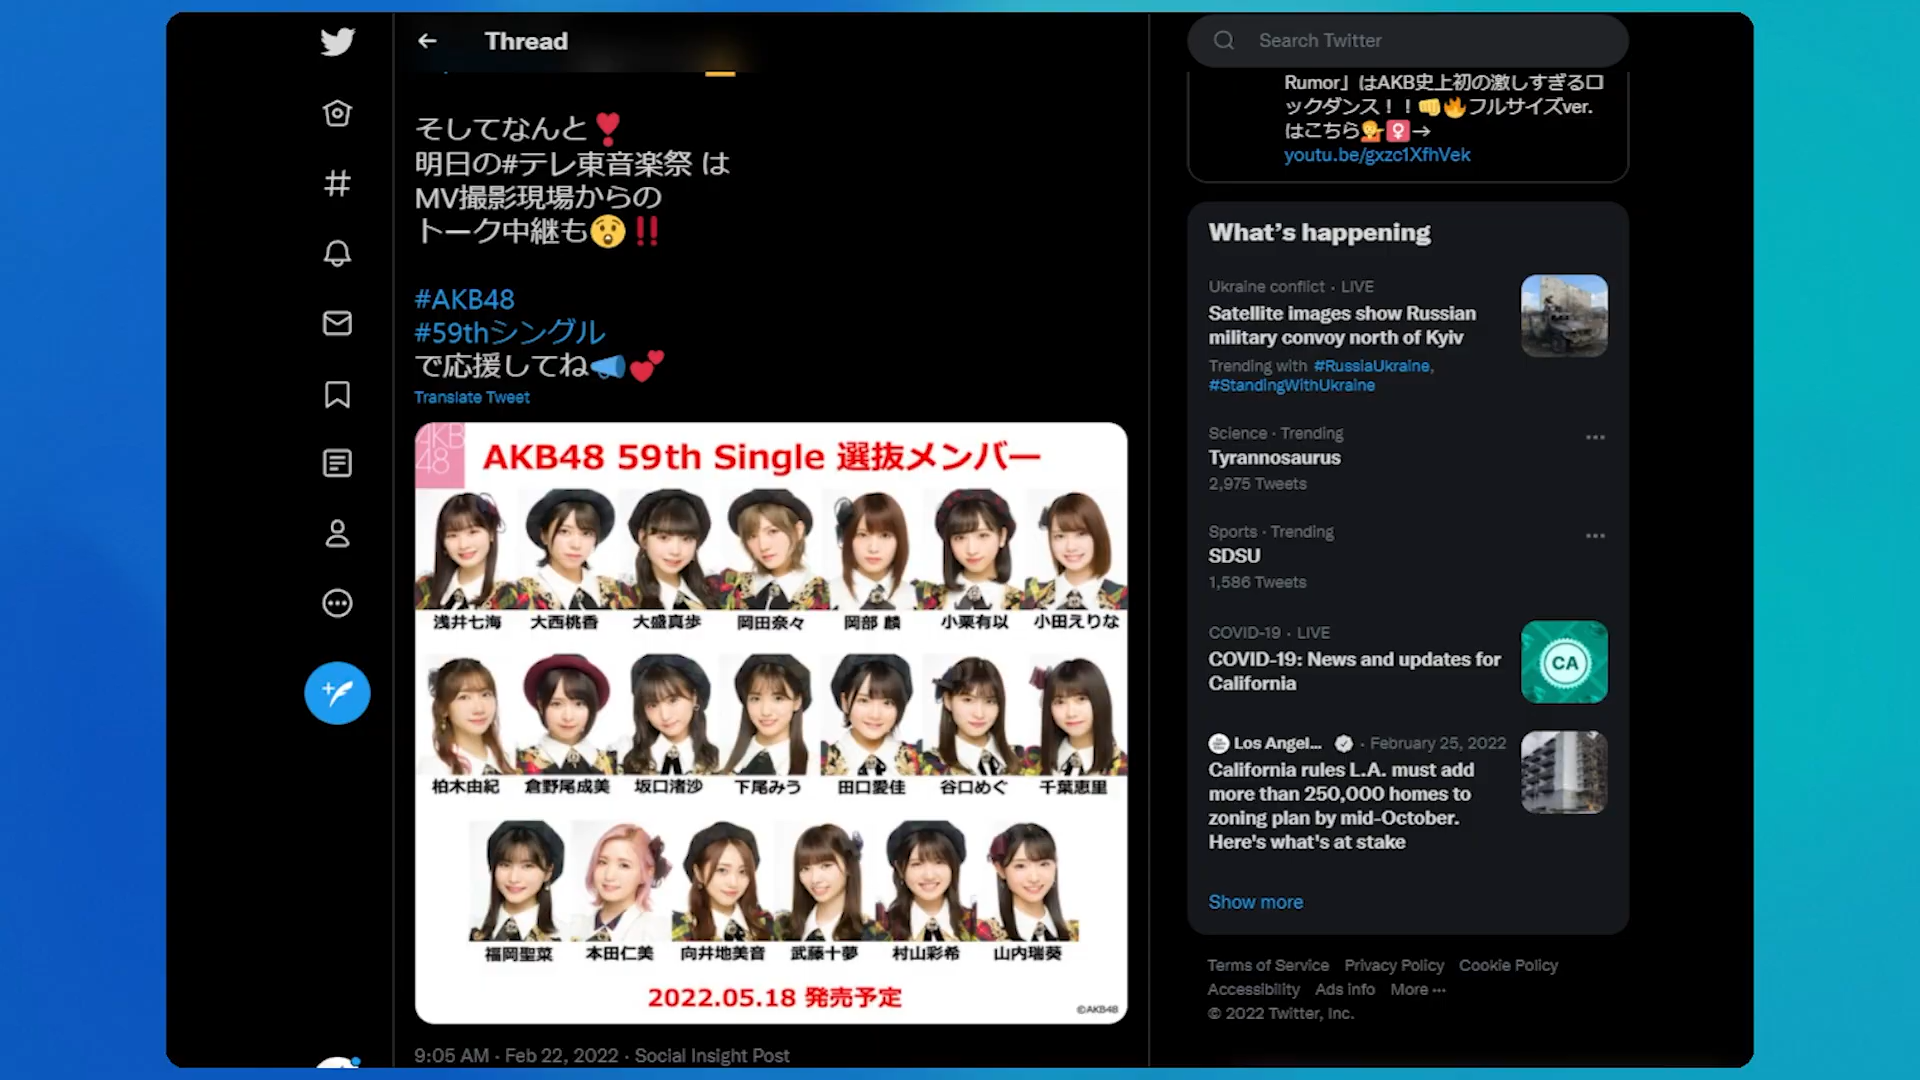 Thread
そしてなんと❣
明日の#テレ東音楽祭 は
MV撮影現場からの
トーク中継も😲‼
#AKB48
#59thシングル
で応援してね📣💕
Translate Tweet
AKB
48
AKB48 59th Single 選抜メンバー
浅井七海 大西桃香 大盛真歩 岡田奈々 岡部 麟 小栗有以 小田えりな
柏木由紀 倉野尾成美 坂口渚沙 下尾みう 田口愛佳 谷口めぐ 千葉恵里
福岡聖菜 本田仁美 向井地美音 武藤十夢 村山彩希 山内瑞葵
2022.05.18 発売予定
©AKB48
9:05 AM · Feb 22, 2022 · Social Insight Post
Search Twitter
Rumor」はAKB史上初の激しすぎるロ
ックダンス！！👊🔥フルサイズver.
はこちら💁♀→
youtu.be/gxzc1XfhVek
What's happening
Ukraine conflict · LIVE
Satellite images show Russian
military convoy north of Kyiv
Trending with #RussiaUkraine,
#StandingWithUkraine
Science · Trending
Tyrannosaurus
2,975 Tweets
Sports · Trending
SDSU
1,586 Tweets
COVID-19 · LIVE
COVID-19: News and updates for
California
CA
Los Angel... · February 25, 2022
California rules L.A. must add
more than 250,000 homes to
zoning plan by mid-October.
Here's what's at stake
Show more
Terms of Service Privacy Policy Cookie Policy
Accessibility Ads info More ···
© 2022 Twitter, Inc.